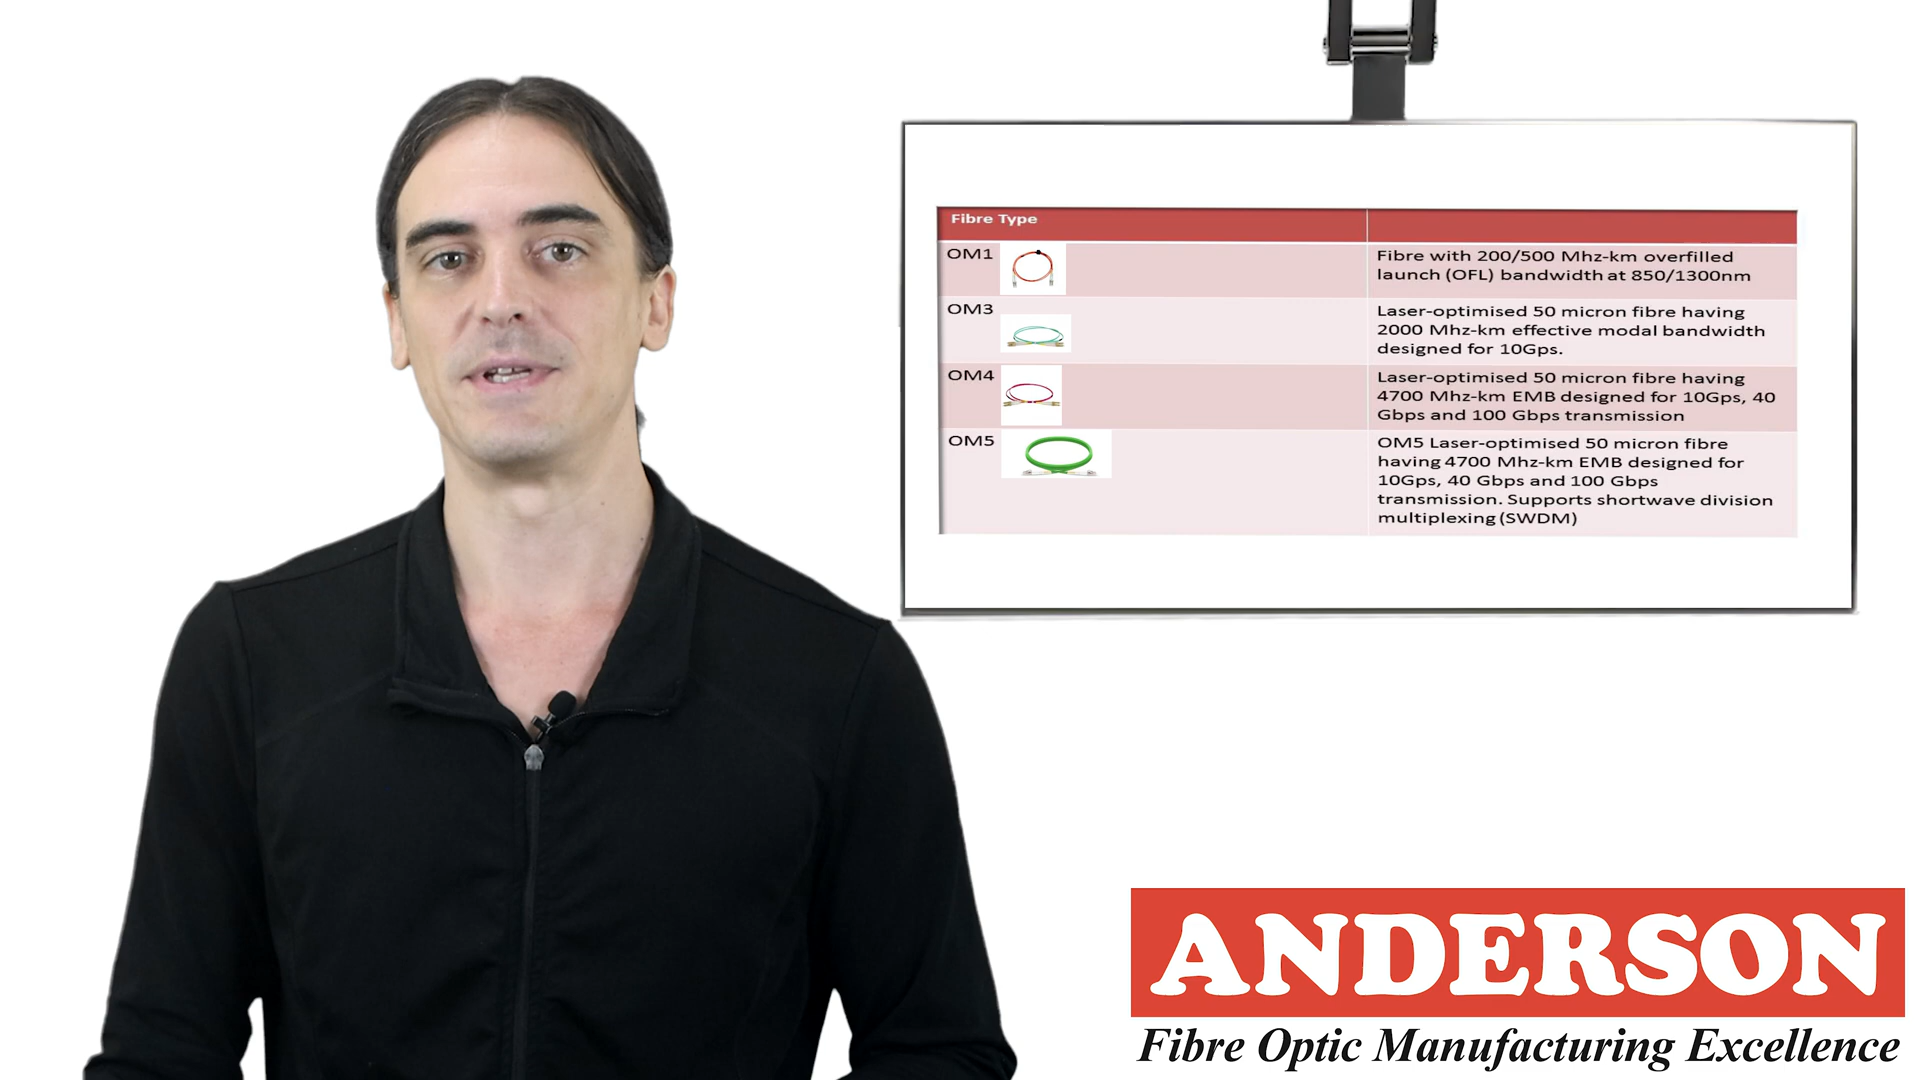 Fibre Type
OM1
Fibre with 200/500 Mhz-km overfilled
launch (OFL) bandwidth at 850/1300nm
OM3
Laser-optimised 50 micron fibre having
2000 Mhz-km effective modal bandwidth
designed for 10Gps.
OM4
Laser-optimised 50 micron fibre having
4700 Mhz-km EMB designed for 10Gps, 40
Gbps and 100 Gbps transmission
OM5
OM5 Laser-optimised 50 micron fibre
having 4700 Mhz-km EMB designed for
10Gps, 40 Gbps and 100 Gbps
transmission. Supports shortwave division
multiplexing (SWDM)
ANDERSON
Fibre Optic Manufacturing Excellence